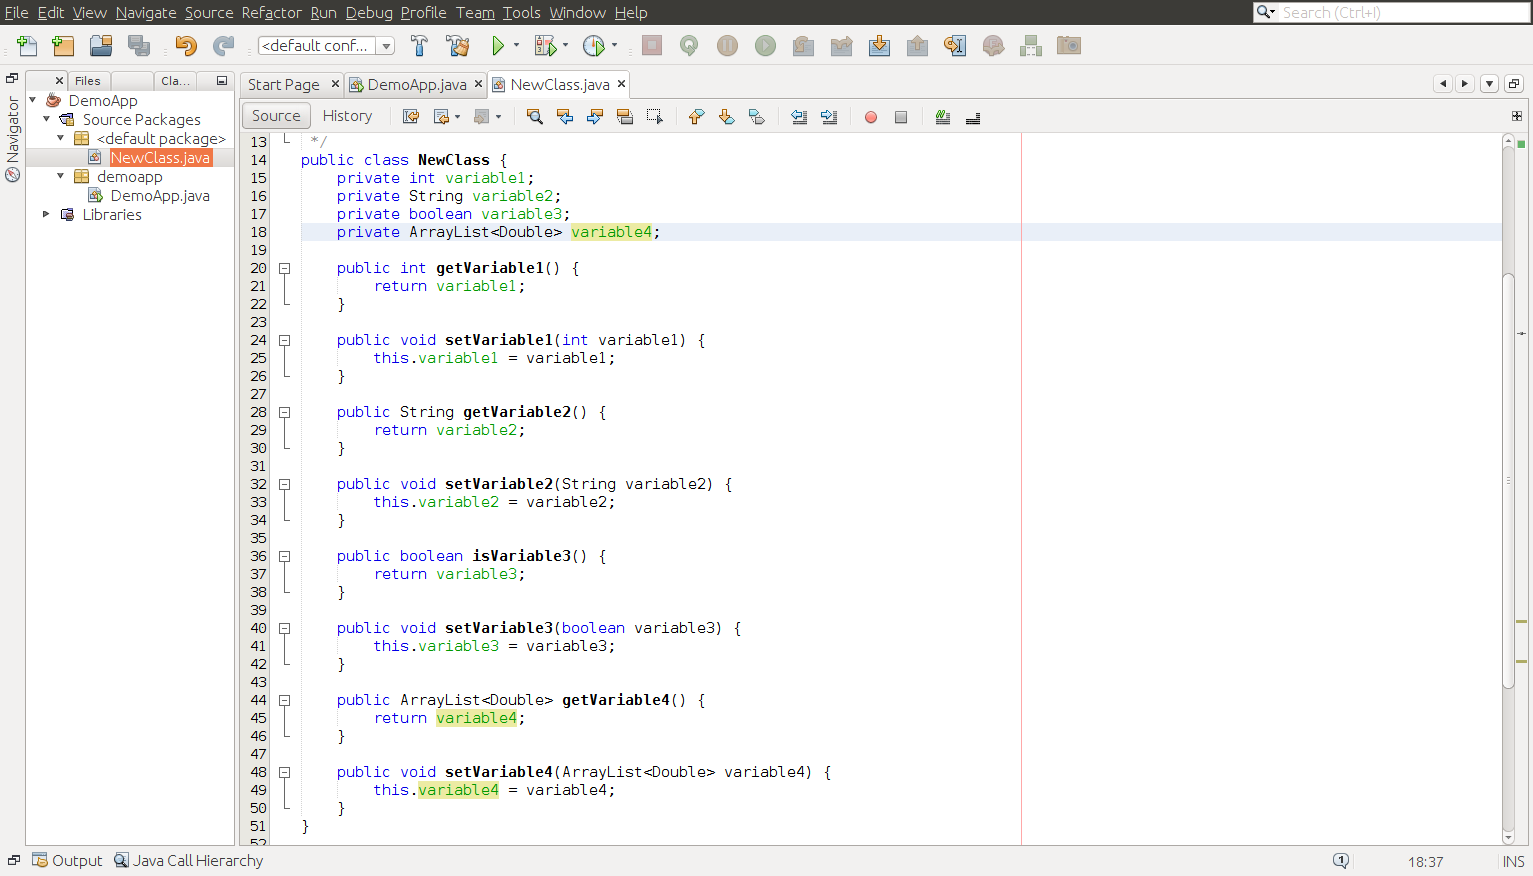 File Edit View Navigate Source Refactor Run Debug Profile Team Tools Window Help
Search (Ctrl+I)
<default conf...
Files
Cla...
Start Page
DemoApp.java
NewClass.java
Navigator
DemoApp
Source Packages
<default package>
NewClass.java
demoapp
DemoApp.java
Libraries
Source
History
13 */
14 public class NewClass {
15 private int variable1;
16 private String variable2;
17 private boolean variable3;
18 private ArrayList<Double> variable4;
19
20 public int getVariable1() {
21 return variable1;
22 }
23
24 public void setVariable1(int variable1) {
25 this.variable1 = variable1;
26 }
27
28 public String getVariable2() {
29 return variable2;
30 }
31
32 public void setVariable2(String variable2) {
33 this.variable2 = variable2;
34 }
35
36 public boolean isVariable3() {
37 return variable3;
38 }
39
40 public void setVariable3(boolean variable3) {
41 this.variable3 = variable3;
42 }
43
44 public ArrayList<Double> getVariable4() {
45 return variable4;
46 }
47
48 public void setVariable4(ArrayList<Double> variable4) {
49 this.variable4 = variable4;
50 }
51 }
52
Output
Java Call Hierarchy
1
18:37
INS